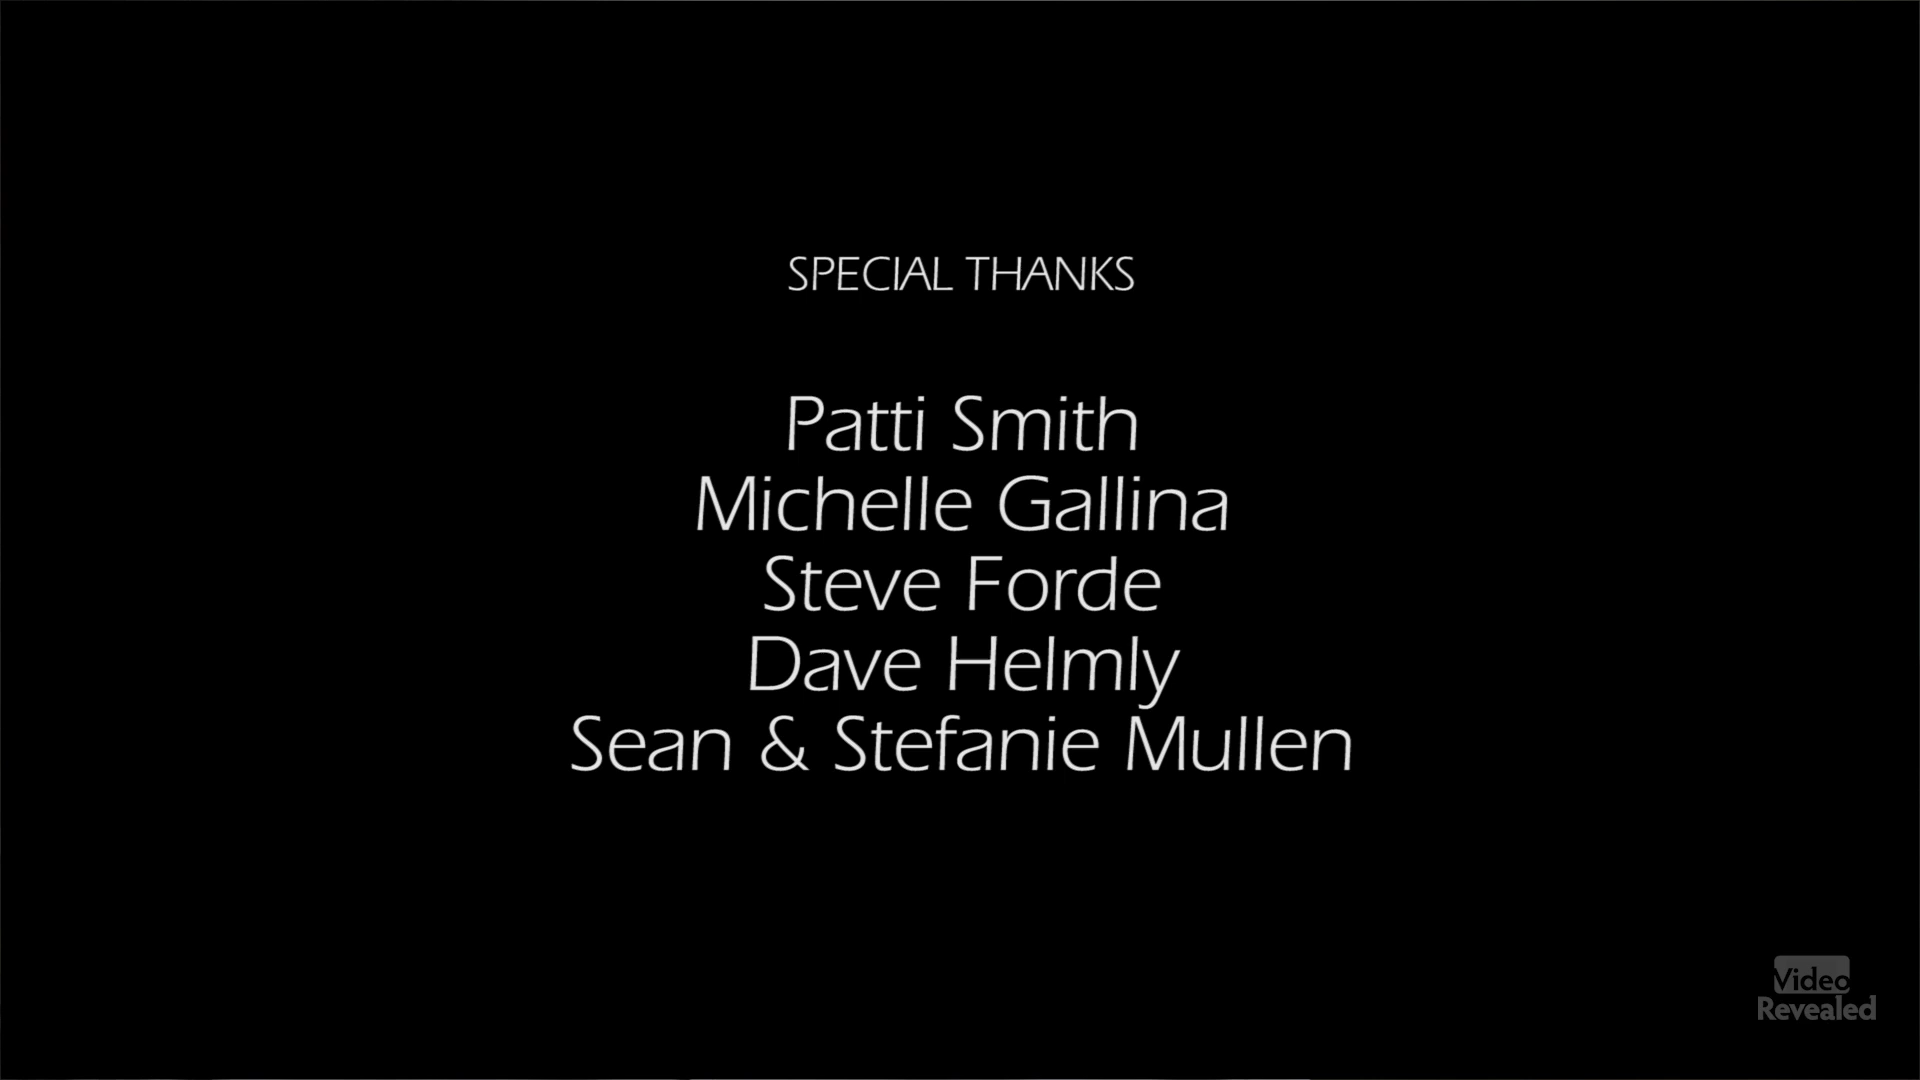 SPECIAL THANKS
Patti Smith
Michelle Gallina
Steve Forde
Dave Helmly
Sean & Stefanie Mullen
Video
Revealed